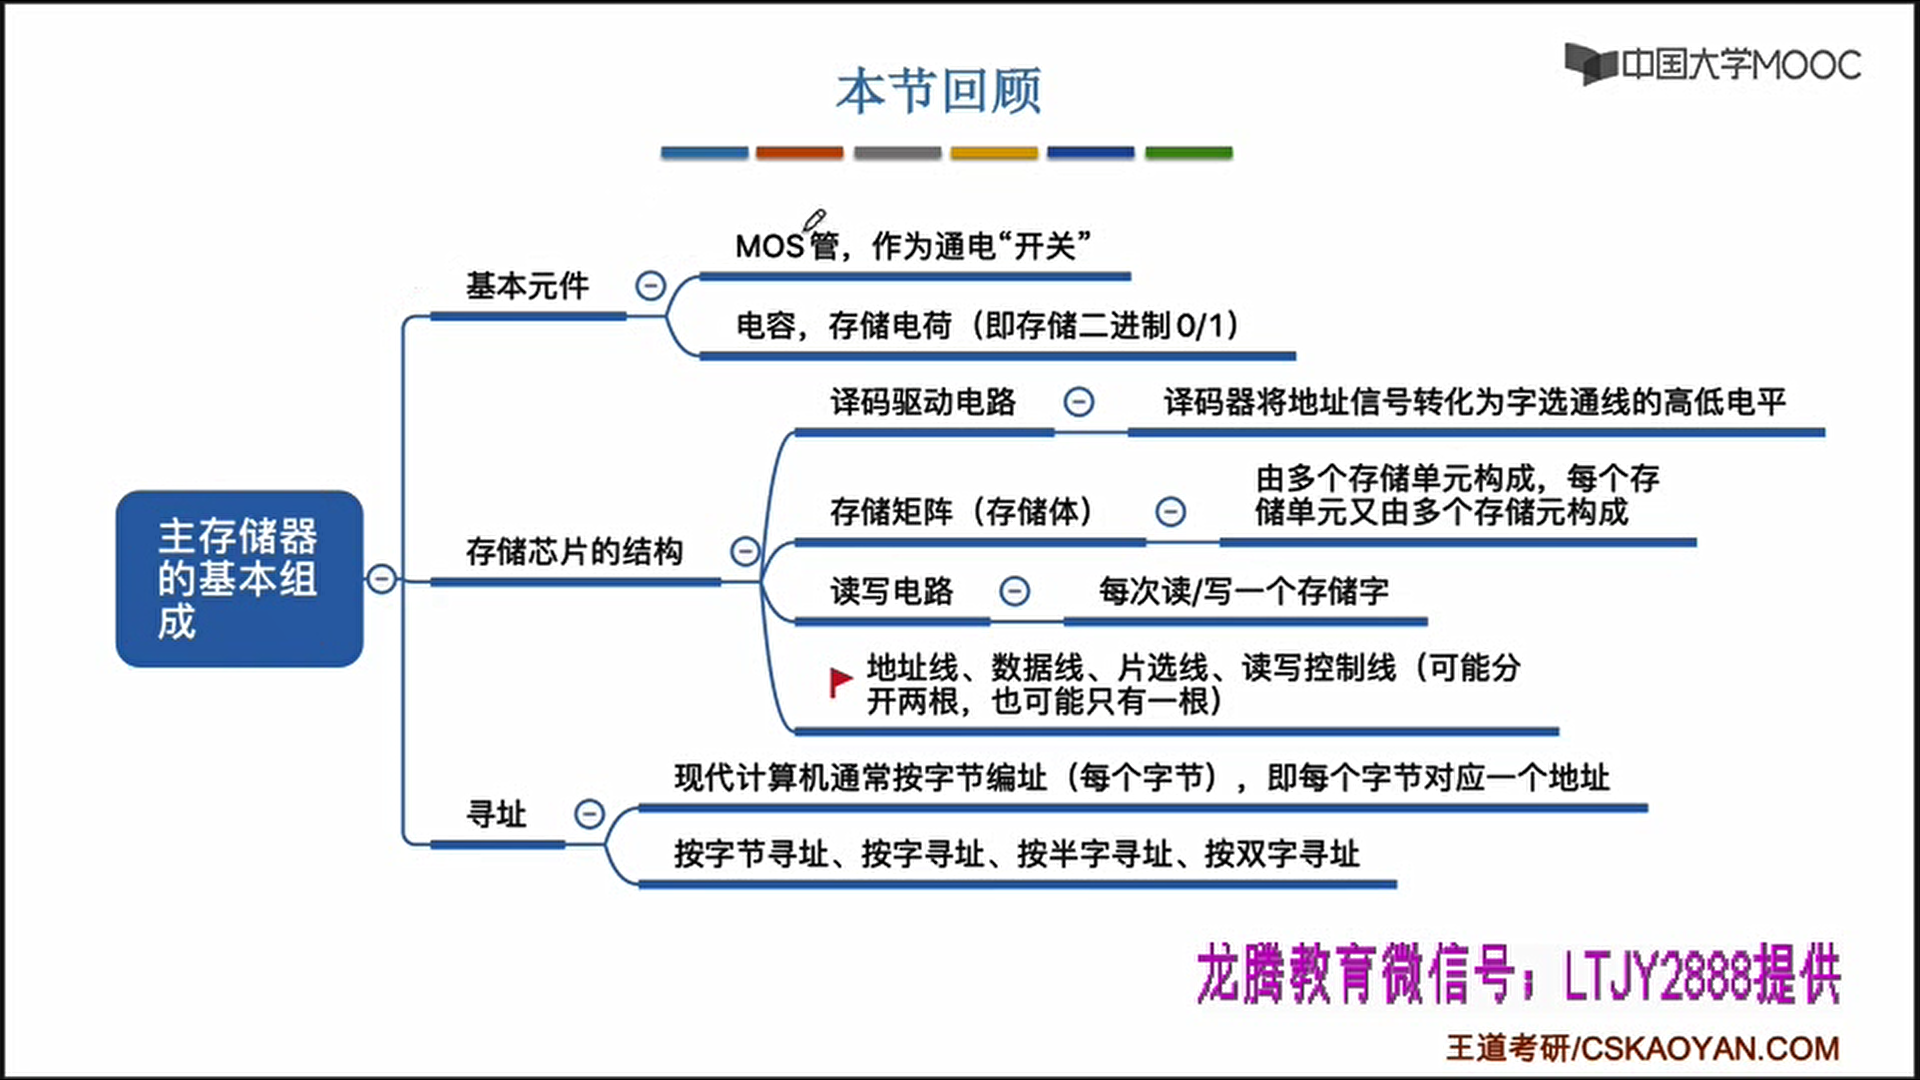 中国大学MOOC
本节回顾
MOS管，作为通电“开关”
基本元件
电容，存储电荷（即存储二进制0/1）
译码驱动电路
译码器将地址信号转化为字选通线的高低电平
由多个存储单元构成，每个存
储单元又由多个存储元构成
存储矩阵（存储体）
主存储器
的基本组
成
存储芯片的结构
读写电路
每次读/写一个存储字
地址线、数据线、片选线、读写控制线（可能分
开两根，也可能只有一根）
现代计算机通常按字节编址（每个字节），即每个字节对应一个地址
寻址
按字节寻址、按字寻址、按半字寻址、按双字寻址
龙腾教育微信号；LTJY2888提供
王道考研/CSKAOYAN.COM